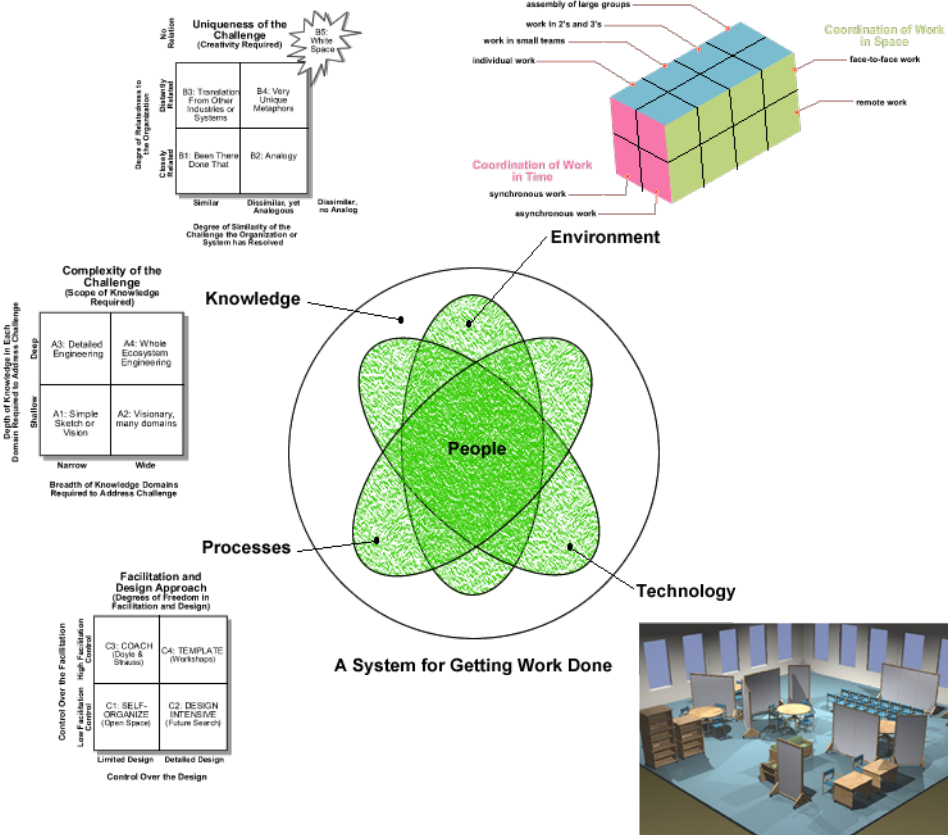 Uniqueness of the
Challenge
(Creativity Required)
B5:
White
Space
No
Relation
Distantly
Related
Closely
Related
Degre of Relatedness to
the Organization
B3: Translation
From Other
Industries or
Systems
B4: Very
Unique
Metaphors
B1: Been There
Done That
B2: Analogy
Similar
Dissimilar, yet
Analogous
Dissimilar,
no Analog
Degree of Similarity of the
Challenge the Organization or
System has Resolved
assembly of large groups
work in 2's and 3's
work in small teams
individual work
Coordination of Work
in Space
face-to-face work
remote work
Coordination of Work
in Time
synchronous work
asynchronous work
Environment
Knowledge
People
Processes
Technology
A System for Getting Work Done
Complexity of the
Challenge
(Scope of Knowledge
Required)
Depth of Knowledge in Each
Domain Required to Address Challenge
Deep
Shallow
A3: Detailed
Engineering
A4: Whole
Ecosystem
Engineering
A1: Simple
Sketch or
Vision
A2: Visionary,
many domains
Narrow
Wide
Breadth of Knowledge Domains
Required to Address Challenge
Facilitation and
Design Approach
(Degrees of Freedom in
Facilitation and Design)
Control Over the Facilitation
High Facilitation
Control
Low Facilitation
Control
C3: COACH
(Doyle &
Strauss)
C4: TEMPLATE
(Workshops)
C1: SELF-
ORGANIZE
(Open Space)
C2: DESIGN
INTENSIVE
(Future Search)
Limited Design
Detailed Design
Control Over the Design